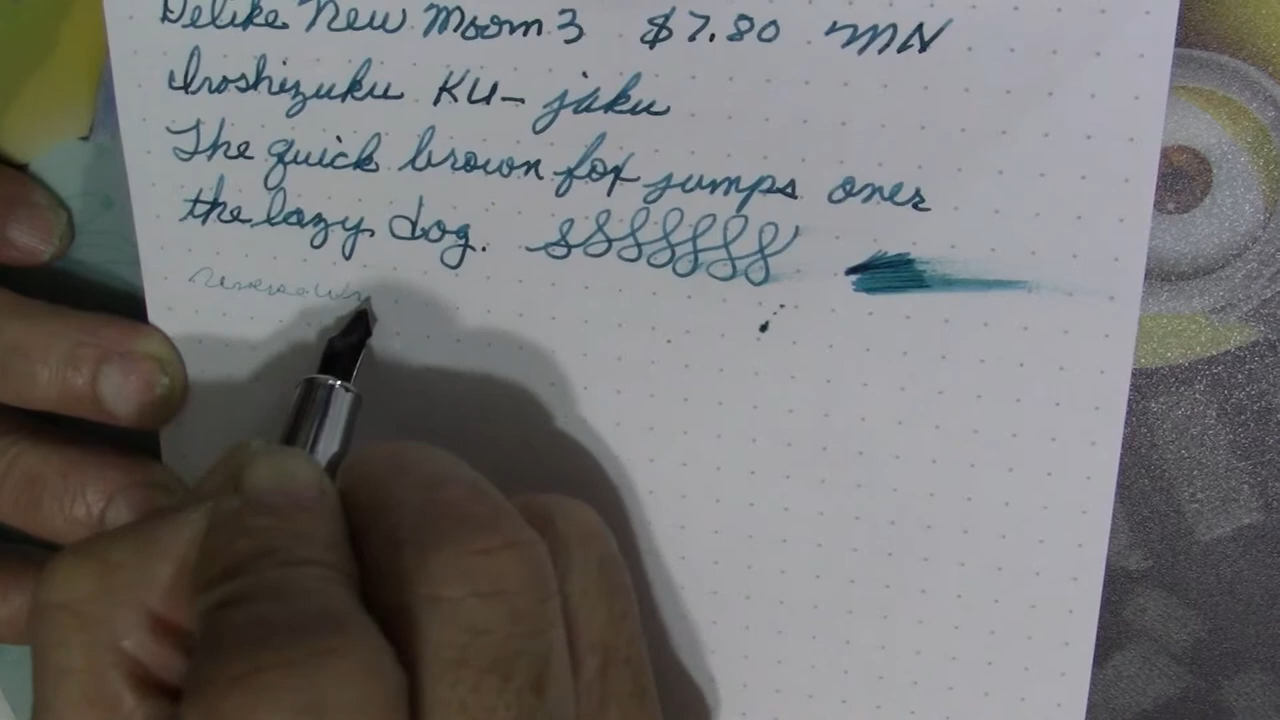 Delike New Moon 3 $7.80 MN
Iroshizuku KU-jaku
The quick brown fox jumps over
the lazy dog. SSSSSSSS